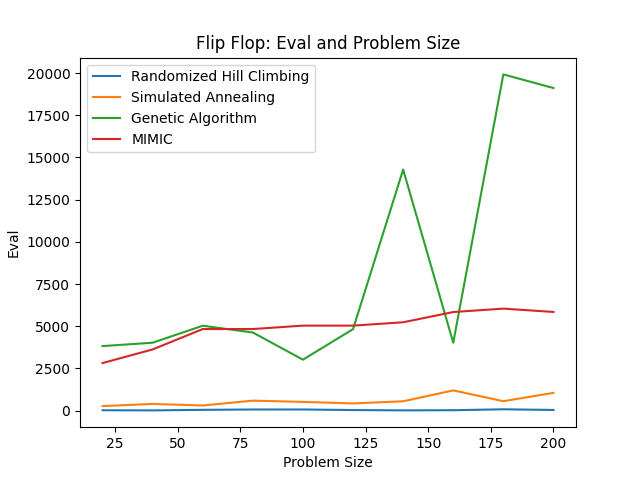 Flip Flop: Eval and Problem Size
Randomized Hill Climbing
Simulated Annealing
Genetic Algorithm
MIMIC
20000
17500
15000
12500
10000
7500
5000
2500
0
Eval
25 50 75 100 125 150 175 200
Problem Size